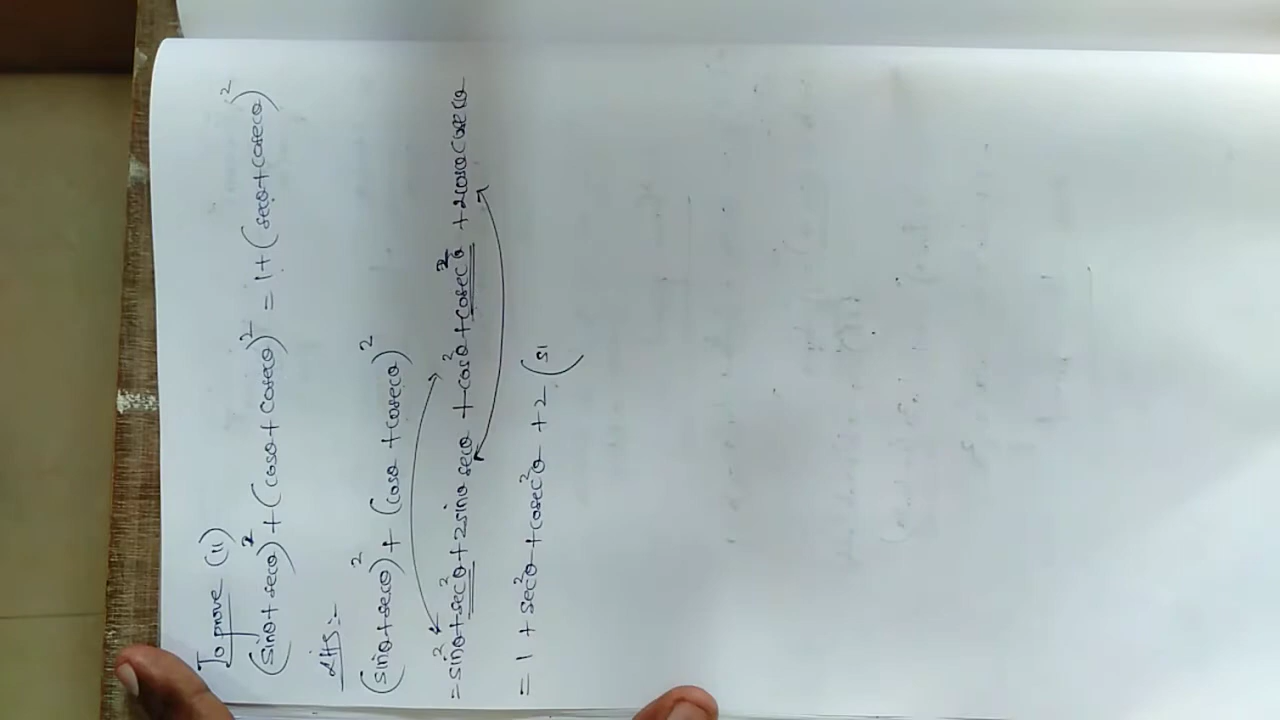 To prove (ii)
(sinθ + secθ)² + (cosθ + cosecθ)² = 1 + (secθ + cosecθ)²
LHS:-
(sinθ + secθ)² + (cosθ + cosecθ)²
= sin²θ + sec²θ + 2sinθ secθ + cos²θ + cosec²θ + 2cosθ cosecθ
= 1 + sec²θ + cosec²θ + 2 (si